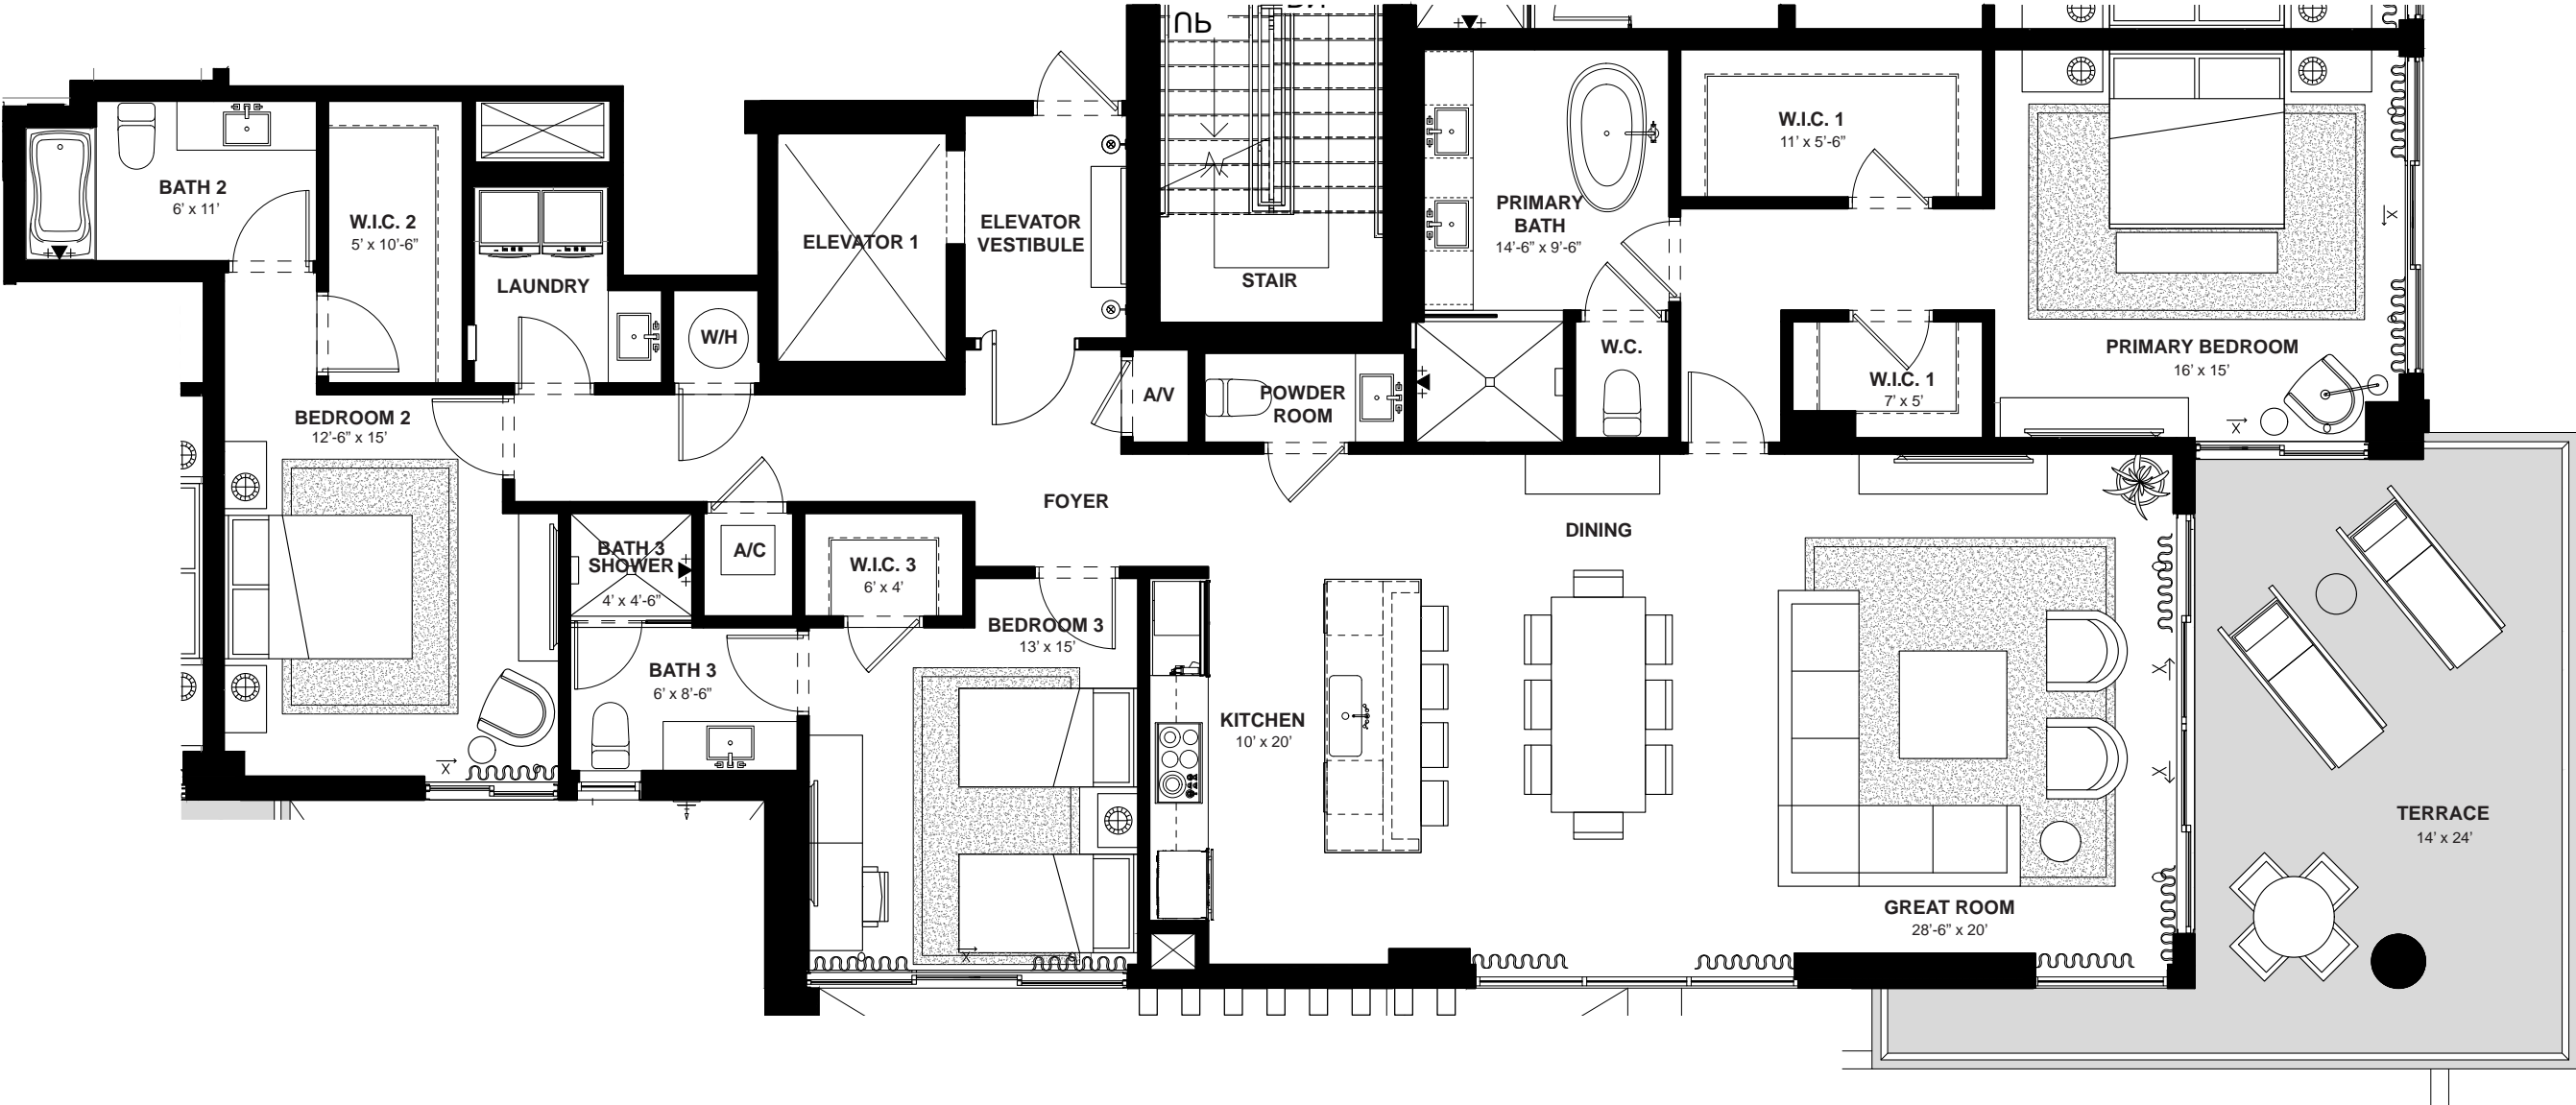 UP
BATH 2
6’ x 11’
W.I.C. 2
5’ x 10’-6”
LAUNDRY
W/H
ELEVATOR 1
ELEVATOR
VESTIBULE
STAIR
PRIMARY
BATH
14’-6” x 9’-6”
W.I.C. 1
11’ x 5’-6”
W.C.
W.I.C. 1
7’ x 5’
PRIMARY BEDROOM
16’ x 15’
X
X
BEDROOM 2
12’-6” x 15’
A/V
POWDER
ROOM
FOYER
DINING
BATH 3
SHOWER
4’ x 4’-6”
A/C
W.I.C. 3
6’ x 4’
BEDROOM 3
13’ x 15’
BATH 3
6’ x 8’-6”
KITCHEN
10’ x 20’
X
X
X
X
GREAT ROOM
28’-6” x 20’
TERRACE
14’ x 24’